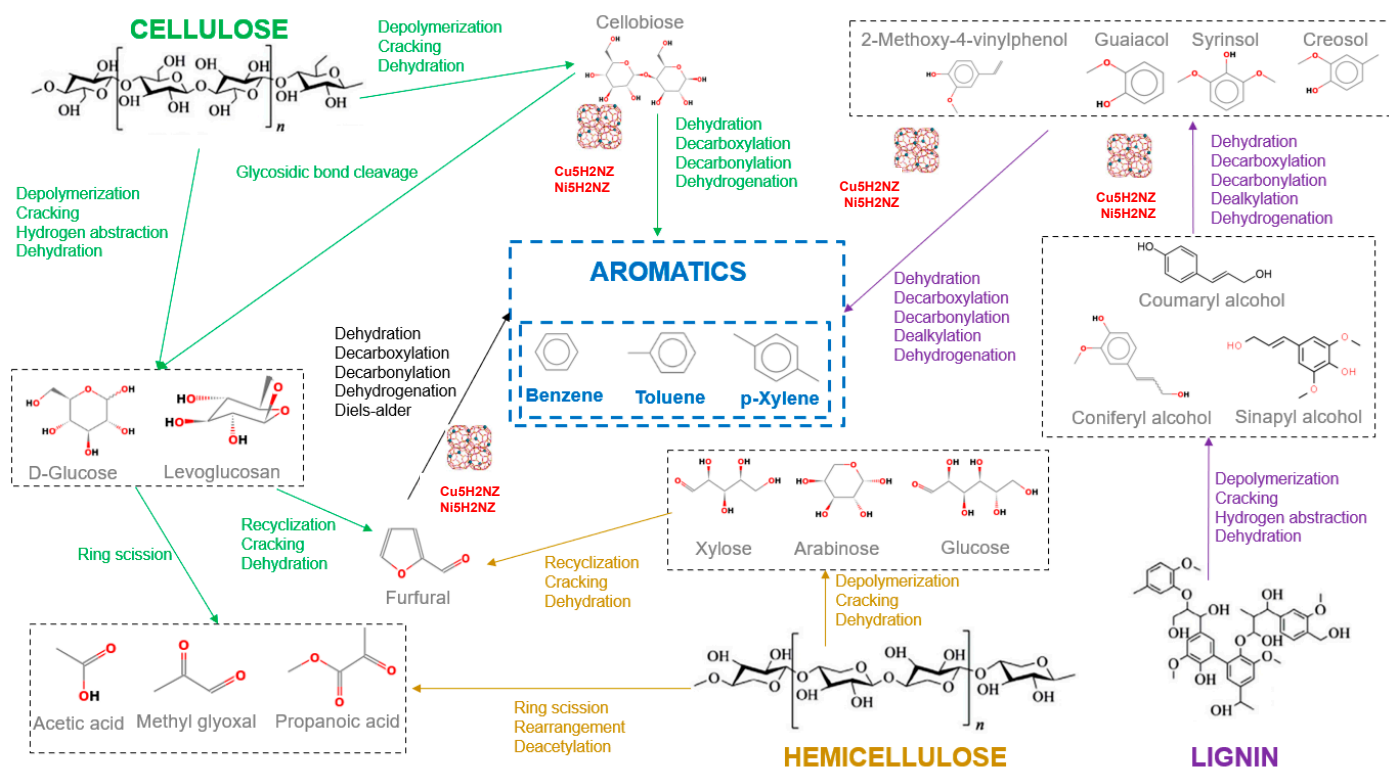 CELLULOSE
n
Depolymerization
Cracking
Dehydration
Cellobiose
Cu5H2NZ
Ni5H2NZ
Dehydration
Decarboxylation
Decarbonylation
Dehydrogenation
Glycosidic bond cleavage
Depolymerization
Cracking
Hydrogen abstraction
Dehydration
2-Methoxy-4-vinylphenol
Guaiacol
Syrinsol
Creosol
Cu5H2NZ
Ni5H2NZ
Cu5H2NZ
Ni5H2NZ
Dehydration
Decarboxylation
Decarbonylation
Dealkylation
Dehydrogenation
Dehydration
Decarboxylation
Decarbonylation
Dealkylation
Dehydrogenation
AROMATICS
Benzene
Toluene
p-Xylene
Coumaryl alcohol
Coniferyl alcohol
Sinapyl alcohol
Dehydration
Decarboxylation
Decarbonylation
Dehydrogenation
Diels-alder
Cu5H2NZ
Ni5H2NZ
D-Glucose
Levoglucosan
Recyclization
Cracking
Dehydration
Ring scission
Furfural
Recyclization
Cracking
Dehydration
Xylose
Arabinose
Glucose
Depolymerization
Cracking
Dehydration
Depolymerization
Cracking
Hydrogen abstraction
Dehydration
Acetic acid
Methyl glyoxal
Propanoic acid
Ring scission
Rearrangement
Deacetylation
n
HEMICELLULOSE
LIGNIN